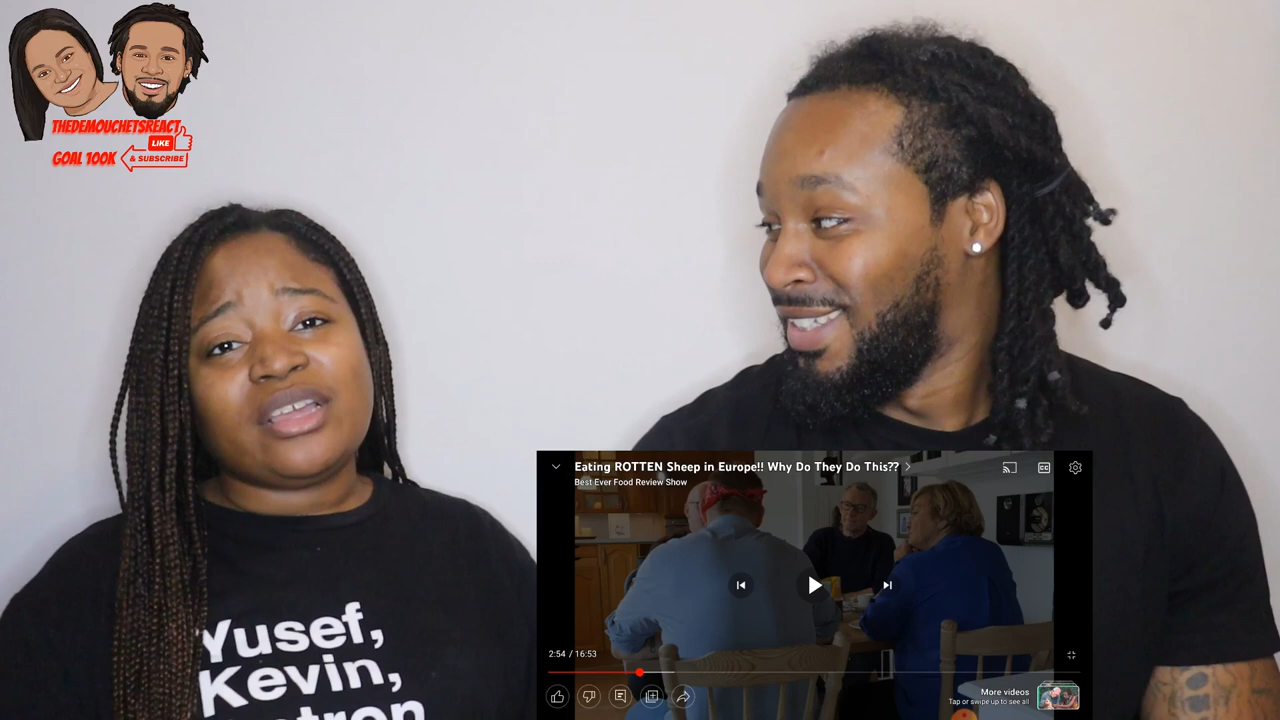 THEDEMOUCHETSREACT
LIKE
GOAL 100K
& SUBSCRIBE
Eating ROTTEN Sheep in Europe!! Why Do They Do This??
Best Ever Food Review Show
CC
Yusef,
Kevin,
2:54 / 16:53
More videos
Tap or swipe up to see all